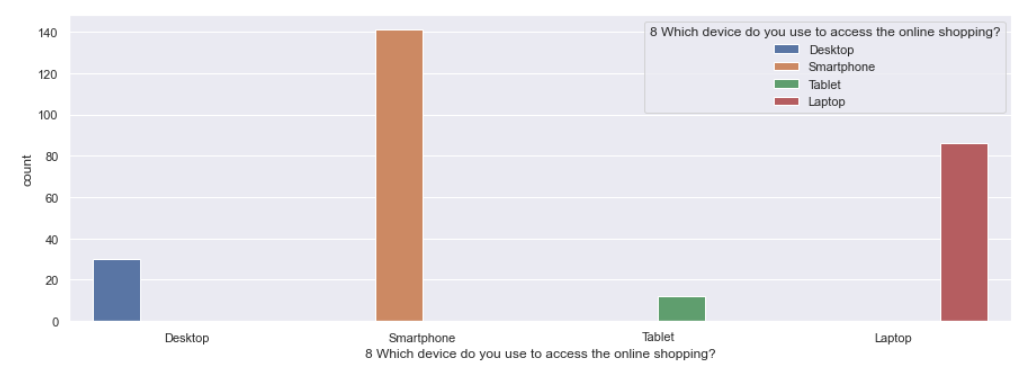 140
120
100
80
60
40
20
0
count
8 Which device do you use to access the online shopping?
Desktop
Smartphone
Tablet
Laptop
Desktop Smartphone Tablet Laptop
8 Which device do you use to access the online shopping?